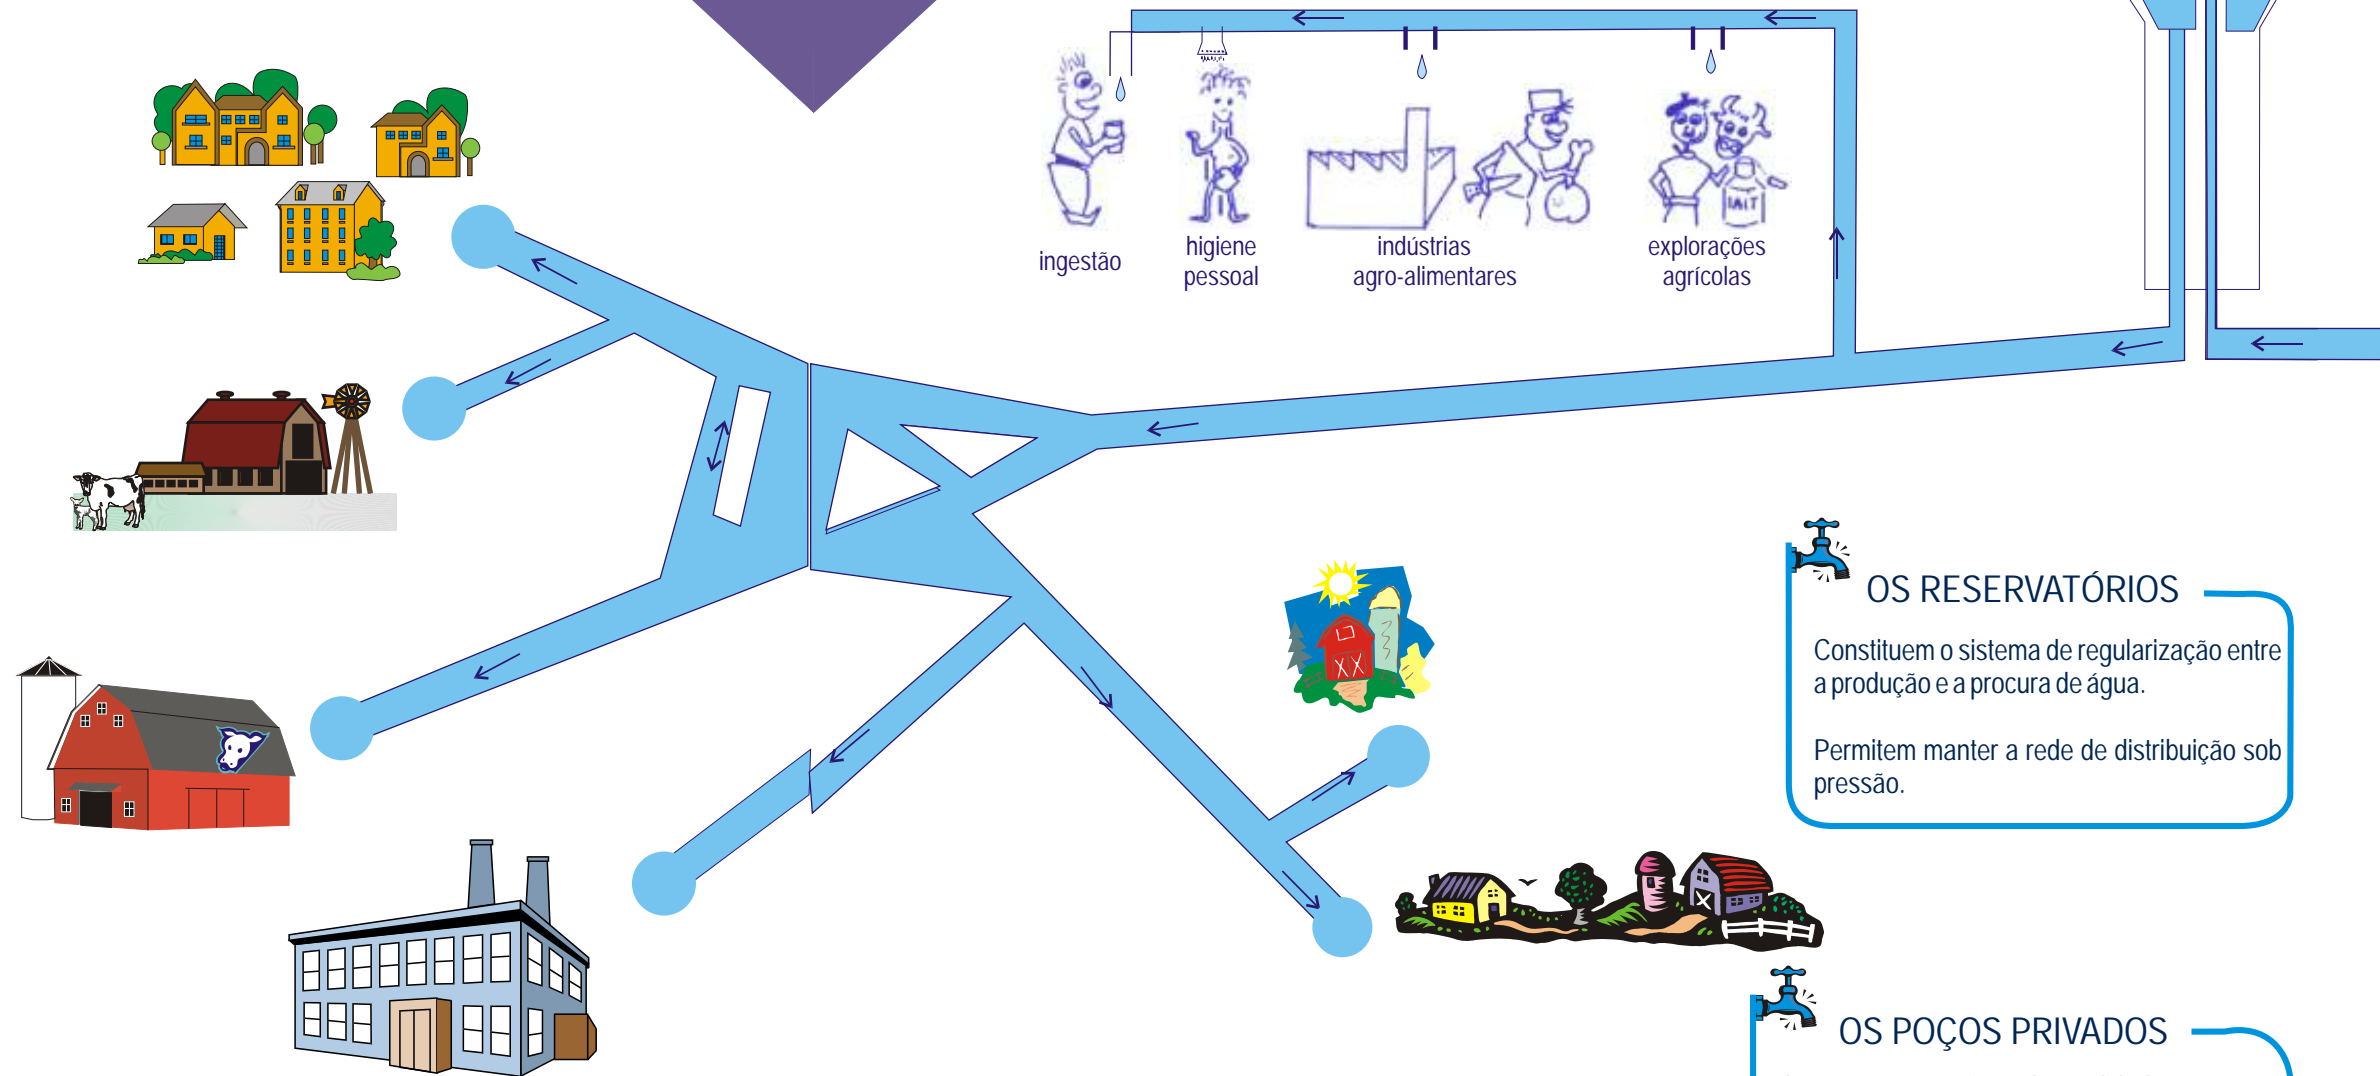 ingestão
higiene
pessoal
indústrias
agro-alimentares
explorações
agrícolas
lAIT
OS RESERVATÓRIOS
Constituem o sistema de regularização entre
a produção e a procura de água.
Permitem manter a rede de distribuição sob
pressão.
OS POÇOS PRIVADOS